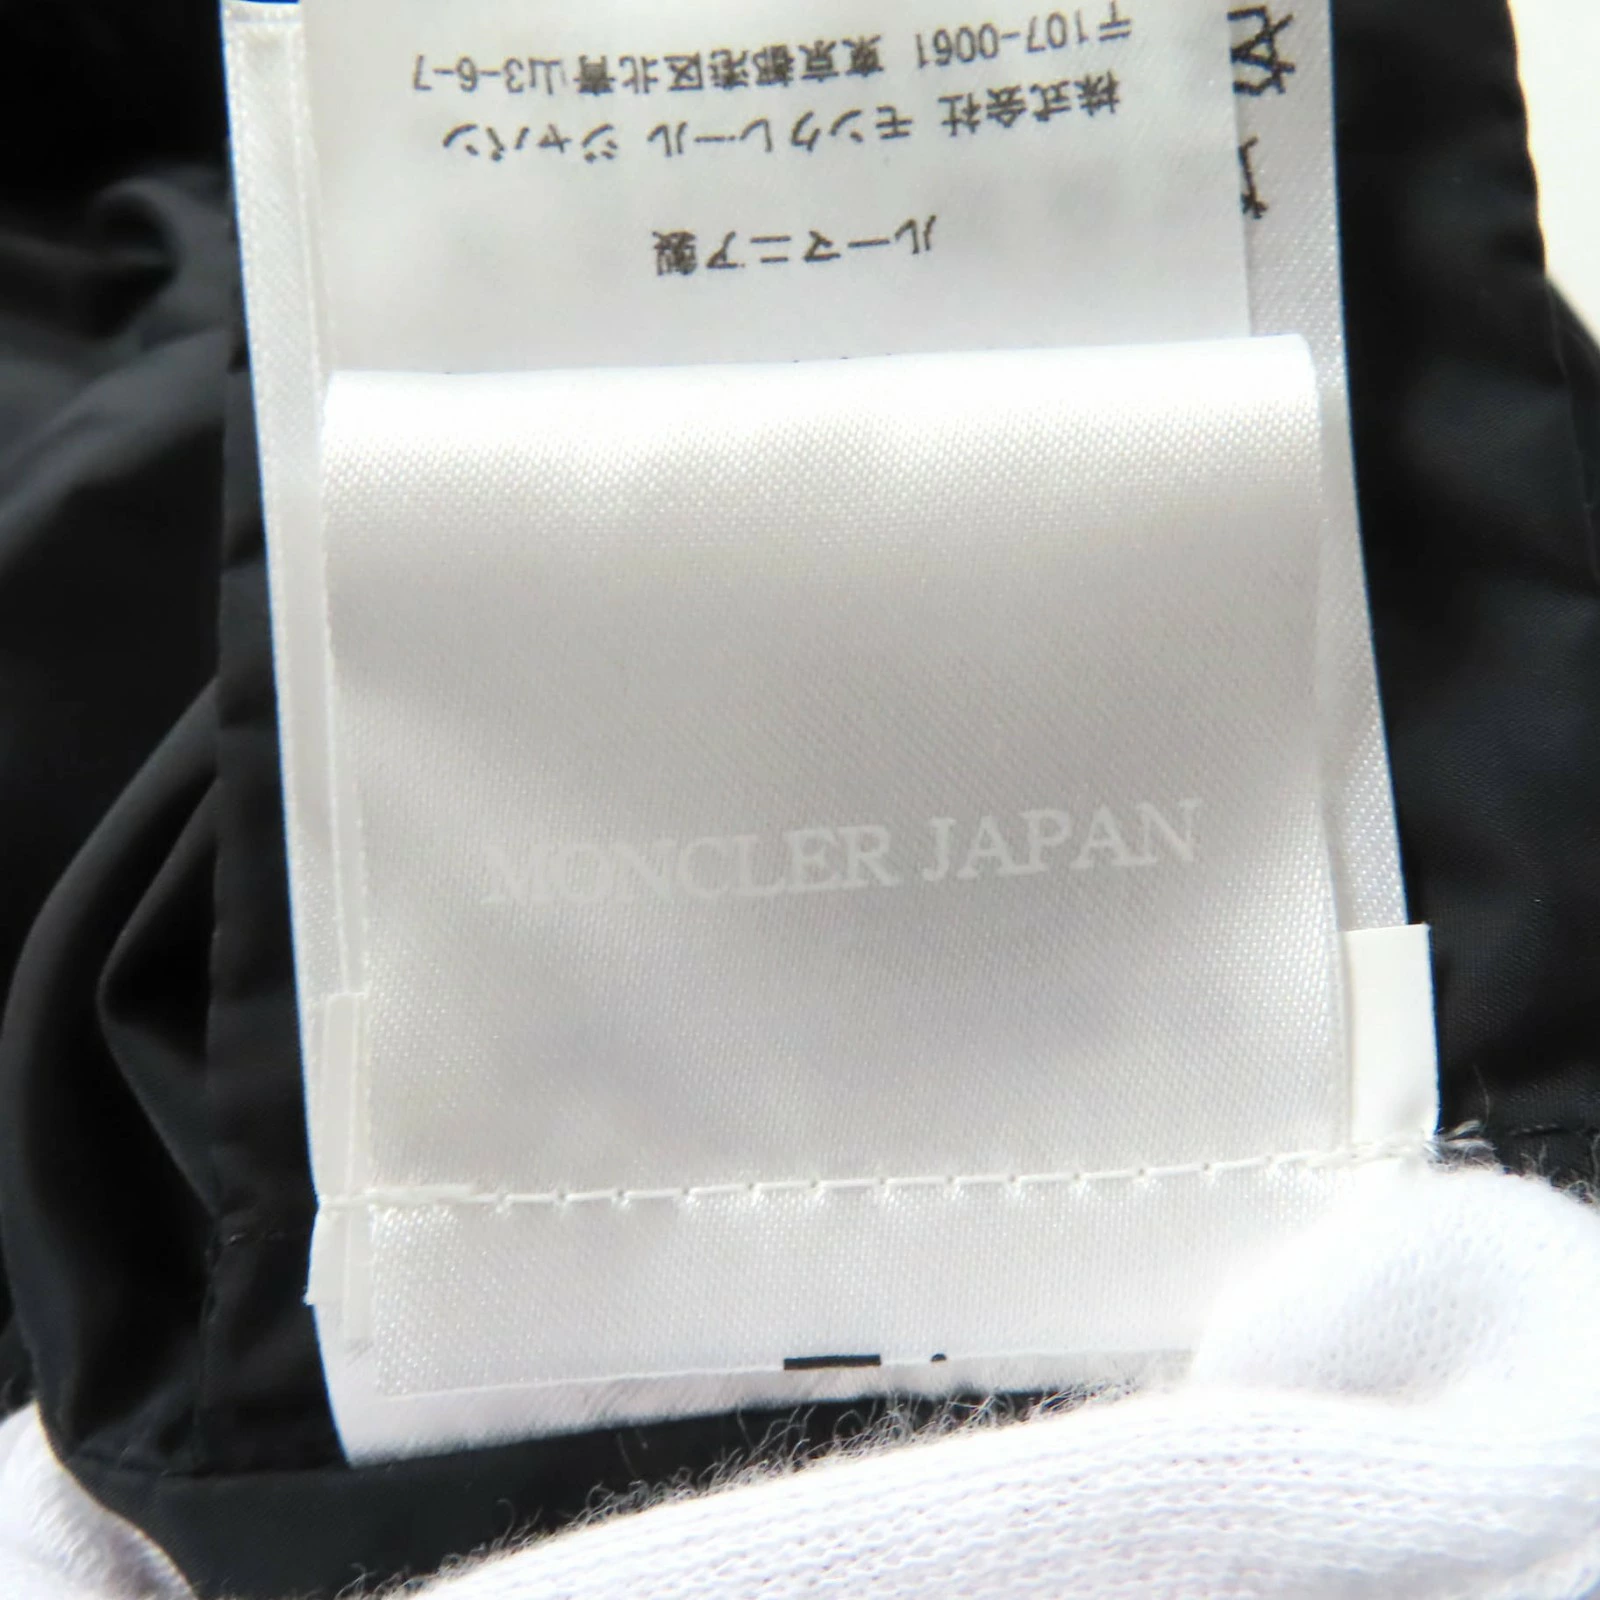 ルーマニア製
株式会社 モンクレール ジャパン
〒107-0061 東京都港区北青山3-6-7
MONCLER JAPAN